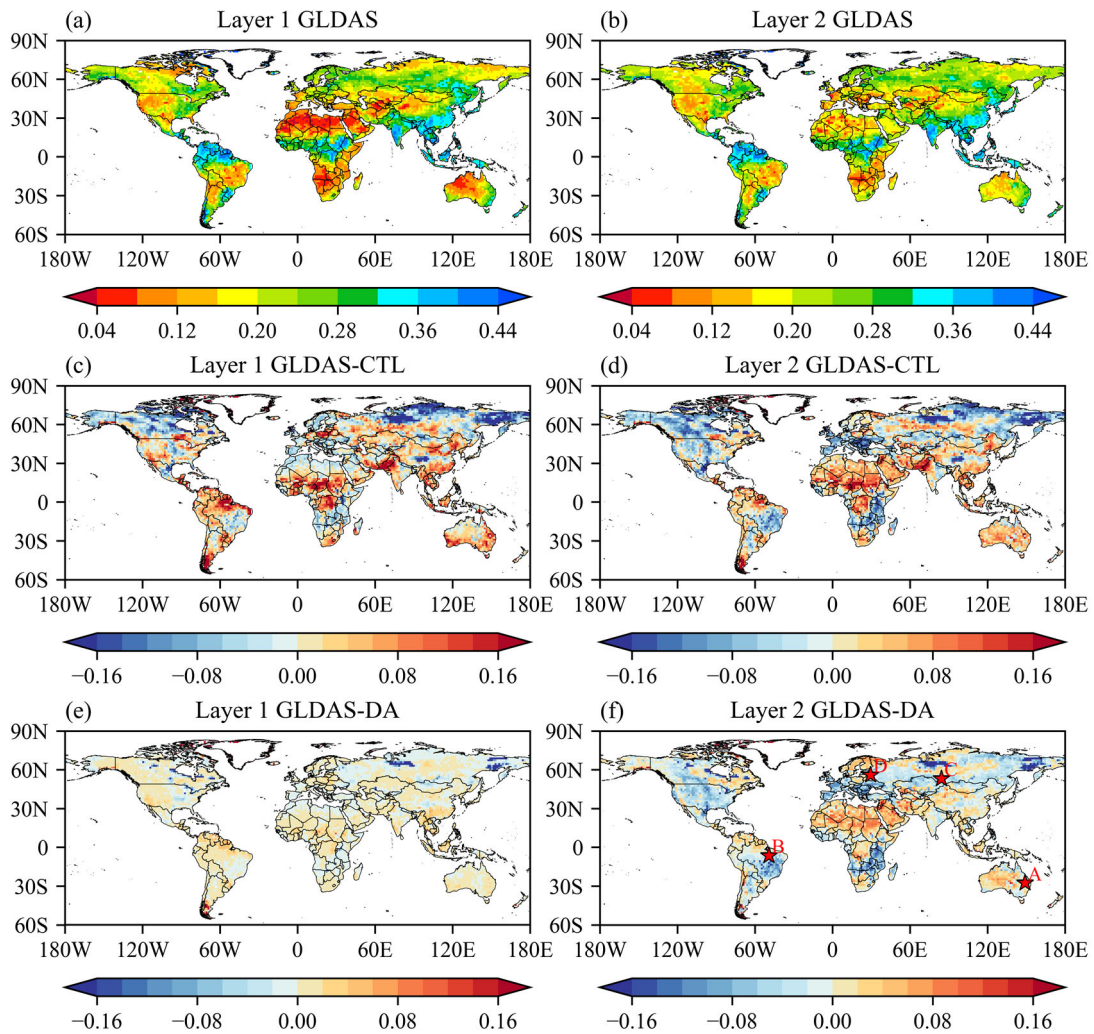 (a) Layer 1 GLDAS
(b) Layer 2 GLDAS
90N
60N
30N
0
30S
60S
180W 120W 60W 0 60E 120E 180E
90N
60N
30N
0
30S
60S
180W 120W 60W 0 60E 120E 180E
0.04 0.12 0.20 0.28 0.36 0.44
0.04 0.12 0.20 0.28 0.36 0.44
(c) Layer 1 GLDAS-CTL
(d) Layer 2 GLDAS-CTL
90N
60N
30N
0
30S
60S
180W 120W 60W 0 60E 120E 180E
90N
60N
30N
0
30S
60S
180W 120W 60W 0 60E 120E 180E
−0.16 −0.08 0.00 0.08 0.16
−0.16 −0.08 0.00 0.08 0.16
(e) Layer 1 GLDAS-DA
(f) Layer 2 GLDAS-DA
90N
60N
30N
0
30S
60S
180W 120W 60W 0 60E 120E 180E
90N
60N
30N
0
30S
60S
D
C
B
A
180W 120W 60W 0 60E 120E 180E
−0.16 −0.08 0.00 0.08 0.16
−0.16 −0.08 0.00 0.08 0.16